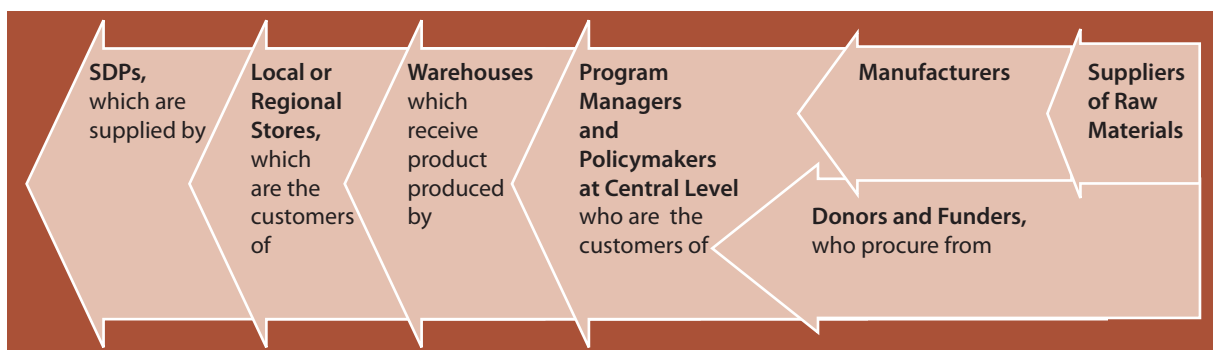 SDPs,
which are
supplied by
Local or
Regional
Stores,
which
are the
customers
of
Warehouses
which
receive
product
produced
by
Program
Managers
and
Policymakers
at Central Level
who are the
customers of
Manufacturers
Suppliers
of Raw
Materials
Donors and Funders,
who procure from